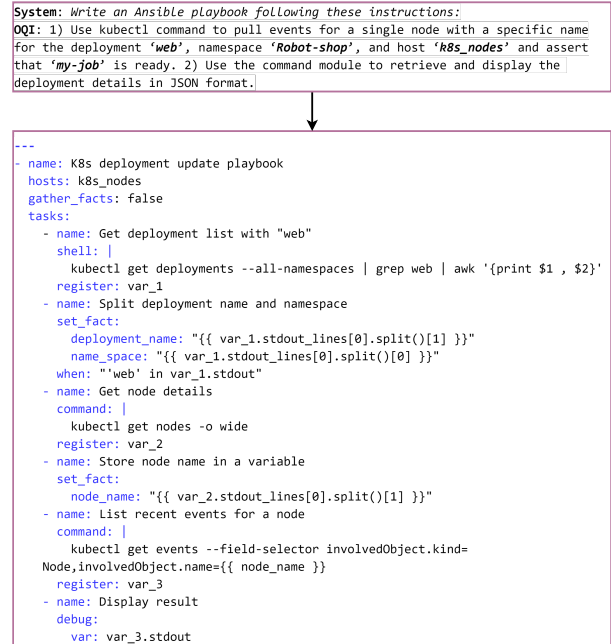 System: Write an Ansible playbook following these instructions:
OQI: 1) Use kubectl command to pull events for a single node with a specific name
for the deployment ‘web’, namespace ‘Robot-shop’, and host ‘k8s_nodes’ and assert
that ‘my-job’ is ready. 2) Use the command module to retrieve and display the
deployment details in JSON format.
---
- name: K8s deployment update playbook
  hosts: k8s_nodes
  gather_facts: false
  tasks:
    - name: Get deployment list with "web"
      shell: |
        kubectl get deployments --all-namespaces | grep web | awk '{print $1 , $2}'
      register: var_1
    - name: Split deployment name and namespace
      set_fact:
        deployment_name: "{{ var_1.stdout_lines[0].split()[1] }}"
        name_space: "{{ var_1.stdout_lines[0].split()[0] }}"
      when: "'web' in var_1.stdout"
    - name: Get node details
      command: |
        kubectl get nodes -o wide
      register: var_2
    - name: Store node name in a variable
      set_fact:
        node_name: "{{ var_2.stdout_lines[0].split()[1] }}"
    - name: List recent events for a node
      command: |
        kubectl get events --field-selector involvedObject.kind=
    Node,involvedObject.name={{ node_name }}
      register: var_3
    - name: Display result
      debug:
        var: var_3.stdout